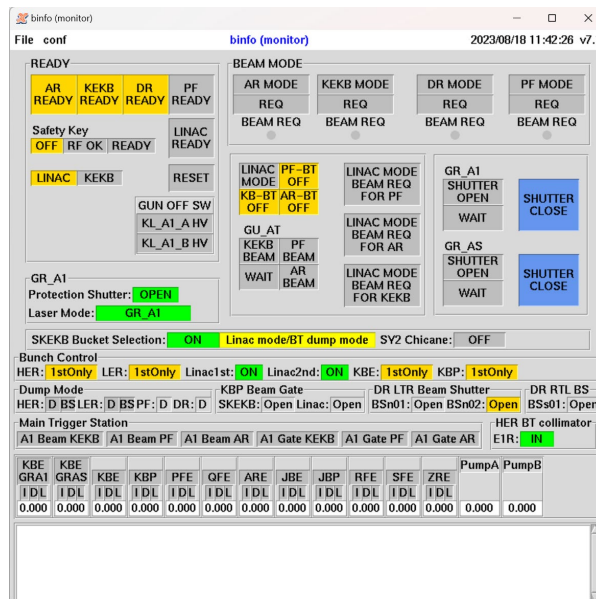 binfo (monitor)
File conf binfo (monitor) 2023/08/18 11:42:26 v7.
READY
AR READY KEKB READY DR READY PF READY
Safety Key
OFF RF OK READY
LINAC READY
LINAC KEKB
RESET
GUN OFF SW
KL_A1_A HV
KL_A1_B HV
GR_A1
Protection Shutter: OPEN
Laser Mode: GR_A1
BEAM MODE
AR MODE KEKB MODE DR MODE PF MODE
REQ REQ REQ REQ
BEAM REQ BEAM REQ BEAM REQ BEAM REQ
LINAC MODE PF-BT OFF
KB-BT OFF AR-BT OFF
GU_AT
KEKB BEAM PF BEAM
WAIT AR BEAM
LINAC MODE
BEAM REQ
FOR PF
LINAC MODE
BEAM REQ
FOR AR
LINAC MODE
BEAM REQ
FOR KEKB
GR_A1
SHUTTER OPEN
WAIT
SHUTTER CLOSE
GR_AS
SHUTTER OPEN
WAIT
SHUTTER CLOSE
SKEKB Bucket Selection: ON Linac mode/BT dump mode SY2 Chicane: OFF
Bunch Control
HER: 1stOnly LER: 1stOnly Linac1st: ON Linac2nd: ON KBE: 1stOnly KBP: 1stOnly
Dump Mode KBP Beam Gate DR LTR Beam Shutter DR RTL BS
HER: D BS LER: D BS PF: D DR: D SKEKB: Open Linac: Open BSn01: Open BSn02: Open BSs01: Open
Main Trigger Station HER BT collimator
A1 Beam KEKB A1 Beam PF A1 Beam AR A1 Gate KEKB A1 Gate PF A1 Gate AR E1R: IN
KBE KBE PumpA PumpB
GRA1 GRAS KBE KBP PFE QFE ARE JBE JBP RFE SFE ZRE
IDL IDL IDL IDL IDL IDL IDL IDL IDL IDL IDL IDL
0.000 0.000 0.000 0.000 0.000 0.000 0.000 0.000 0.000 0.000 0.000 0.000 0.000 0.000